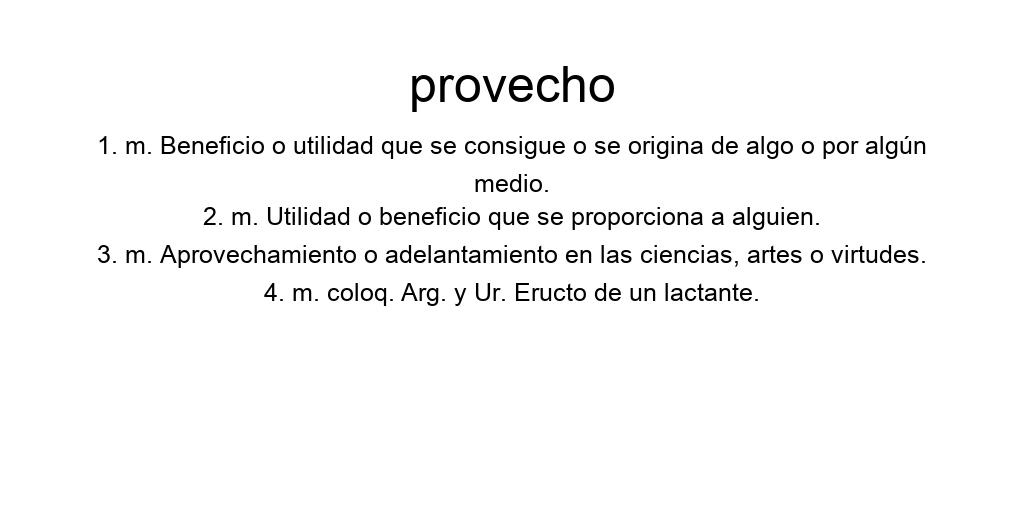 provecho
1. m. Beneficio o utilidad que se consigue o se origina de algo o por algún
medio.
2. m. Utilidad o beneficio que se proporciona a alguien.
3. m. Aprovechamiento o adelantamiento en las ciencias, artes o virtudes.
4. m. coloq. Arg. y Ur. Eructo de un lactante.